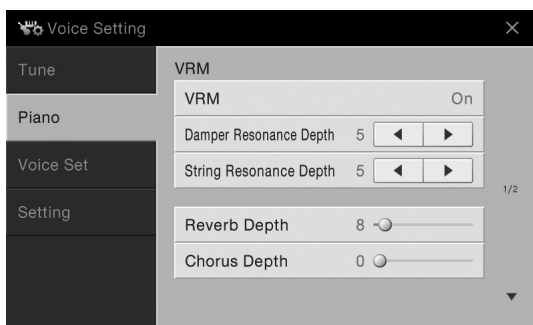 Voice Setting
Tune
Piano
Voice Set
Setting
VRM
VRM On
Damper Resonance Depth 5
String Resonance Depth 5
Reverb Depth 8
Chorus Depth 0
1/2